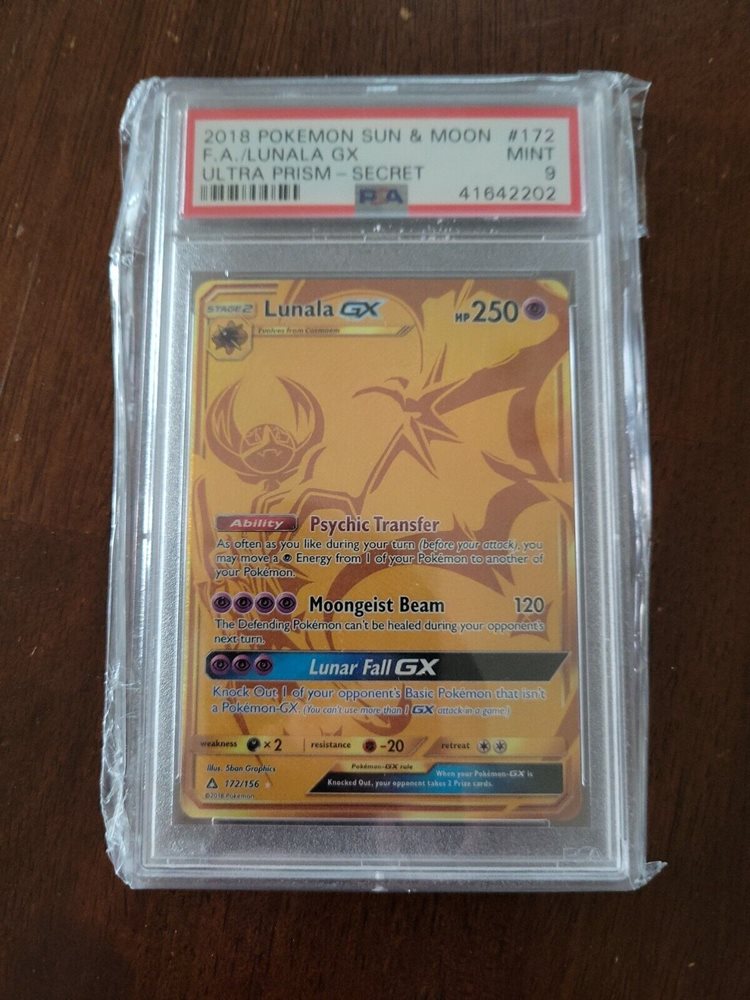 2018 POKEMON SUN & MOON #172
F.A./LUNALA GX MINT
ULTRA PRISM - SECRET 9
PSA 41642202
STAGE 2 Lunala GX HP 250
Evolves from Cosmoem
Ability Psychic Transfer
As often as you like during your turn (before your attack), you
may move a Energy from 1 of your Pokémon to another of
your Pokémon.
Moongeist Beam 120
The Defending Pokémon can't be healed during your opponent's
next turn.
Lunar Fall GX
Knock Out 1 of your opponent's Basic Pokémon that isn't
a Pokémon-GX. (You can't use more than 1 GX attack in a game.)
weakness ×2 resistance -20 retreat
Illus. 5ban Graphics
172/156
©2018 Pokémon
Pokémon-GX rule
When your Pokémon-GX is
Knocked Out, your opponent takes 2 Prize cards.